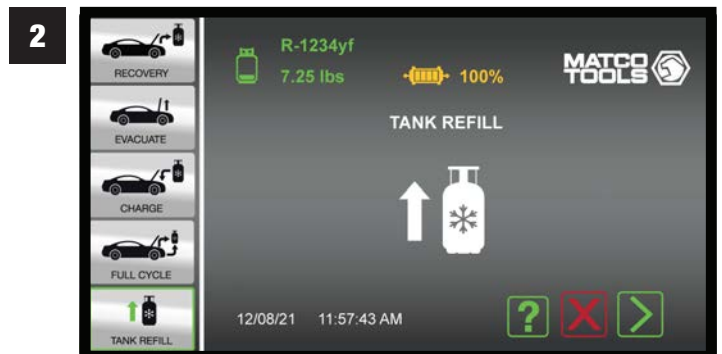 2
RECOVERY
EVACUATE
CHARGE
FULL CYCLE
TANK REFILL
R-1234yf
7.25 lbs
100%
MATCO
TOOLS
TANK REFILL
12/08/21 11:57:43 AM
?